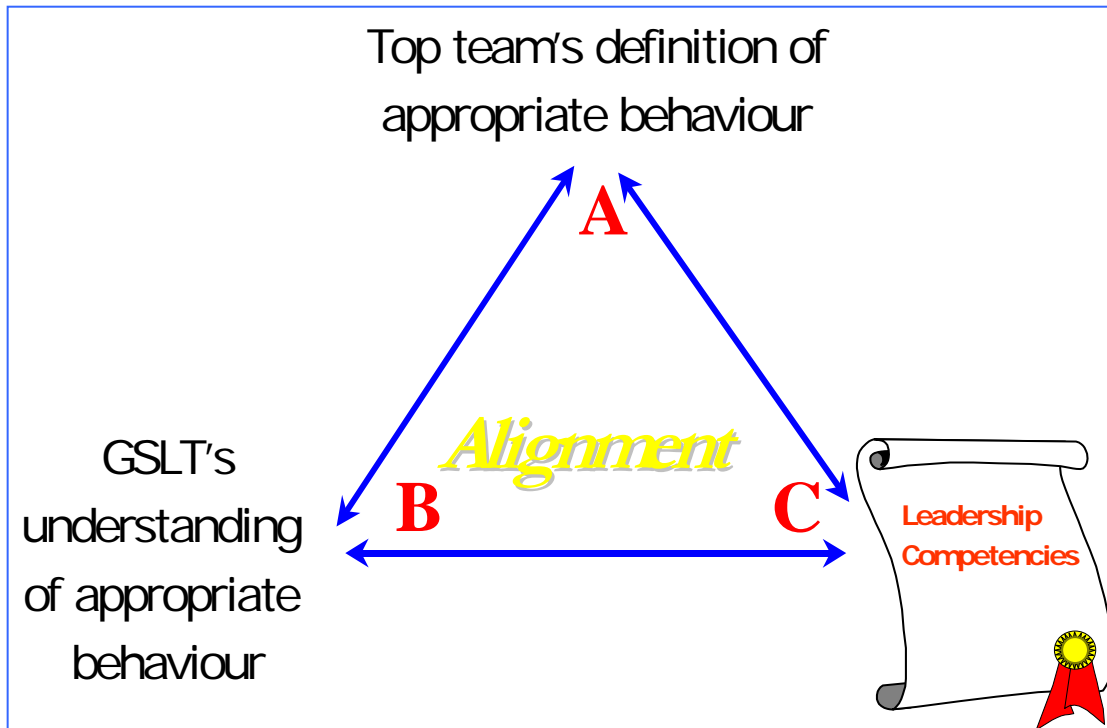 Top team's definition of
appropriate behaviour
A
Alignment
GSLT's
understanding
of appropriate
behaviour
B
C
Leadership
Competencies